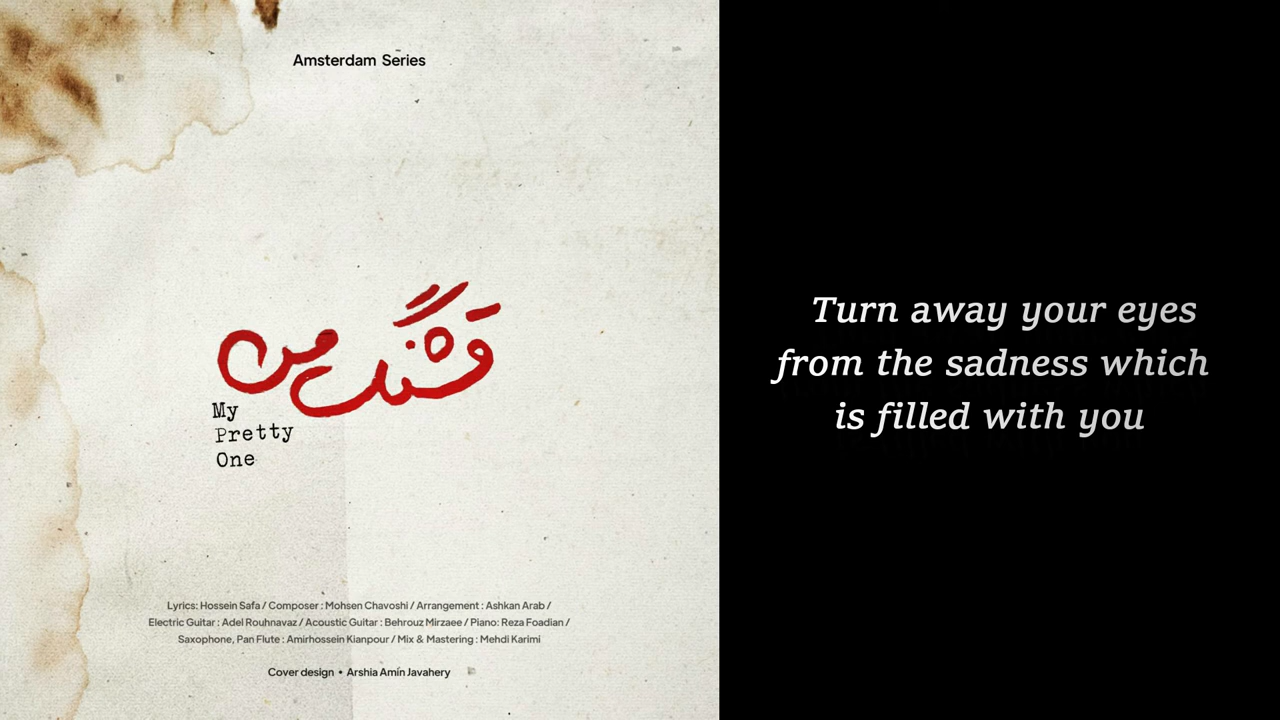 Amsterdam Series
قشنگ من
My
Pretty
One
Lyrics: Hossein Safa / Composer : Mohsen Chavoshi / Arrangement : Ashkan Arab /
Electric Guitar : Adel Rouhnavaz / Acoustic Guitar : Behrouz Mirzaee / Piano: Reza Foadian /
Saxophone, Pan Flute : Amirhossein Kianpour / Mix & Mastering : Mehdi Karimi
Cover design • Arshia Amin Javahery
Turn away your eyes
from the sadness which
is filled with you